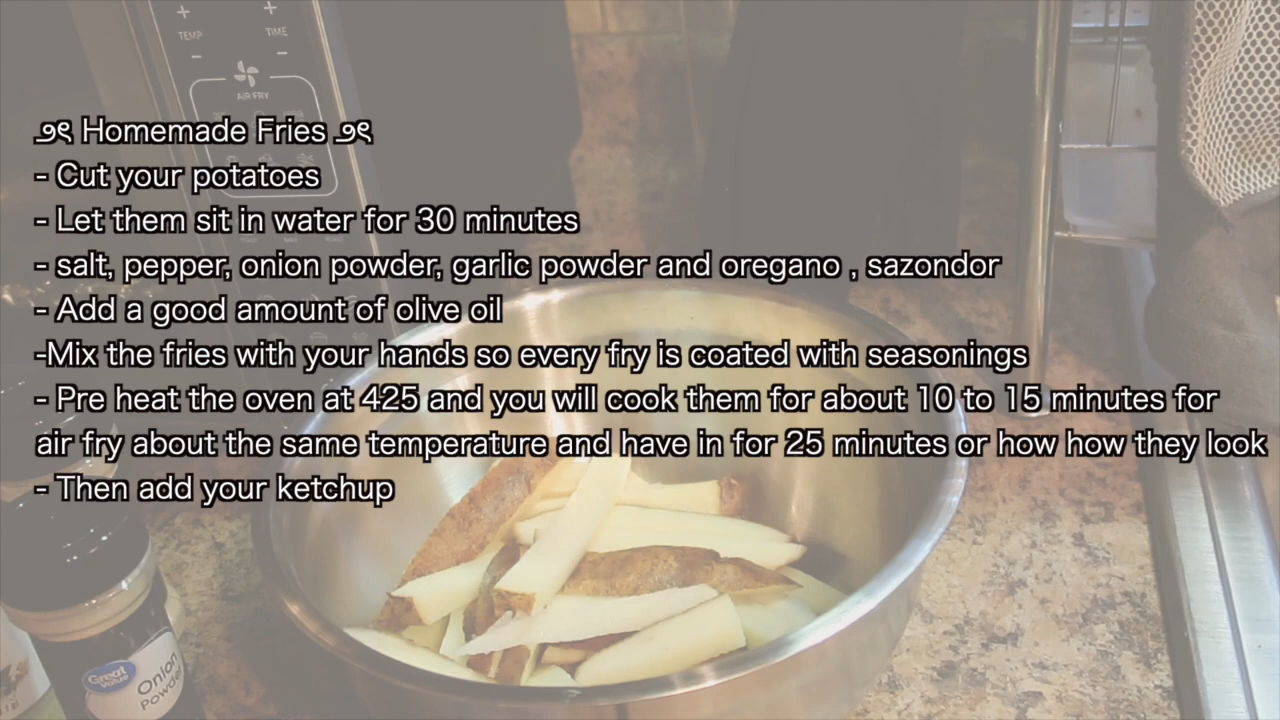 + +
TEMP TIME
- -
AIR FRY
౨ৎ Homemade Fries ౨ৎ
- Cut your potatoes
- Let them sit in water for 30 minutes
- salt, pepper, onion powder, garlic powder and oregano , sazondor
- Add a good amount of olive oil
-Mix the fries with your hands so every fry is coated with seasonings
- Pre heat the oven at 425 and you will cook them for about 10 to 15 minutes for
air fry about the same temperature and have in for 25 minutes or how how they look
- Then add your ketchup
Great Value
Onion
Powder